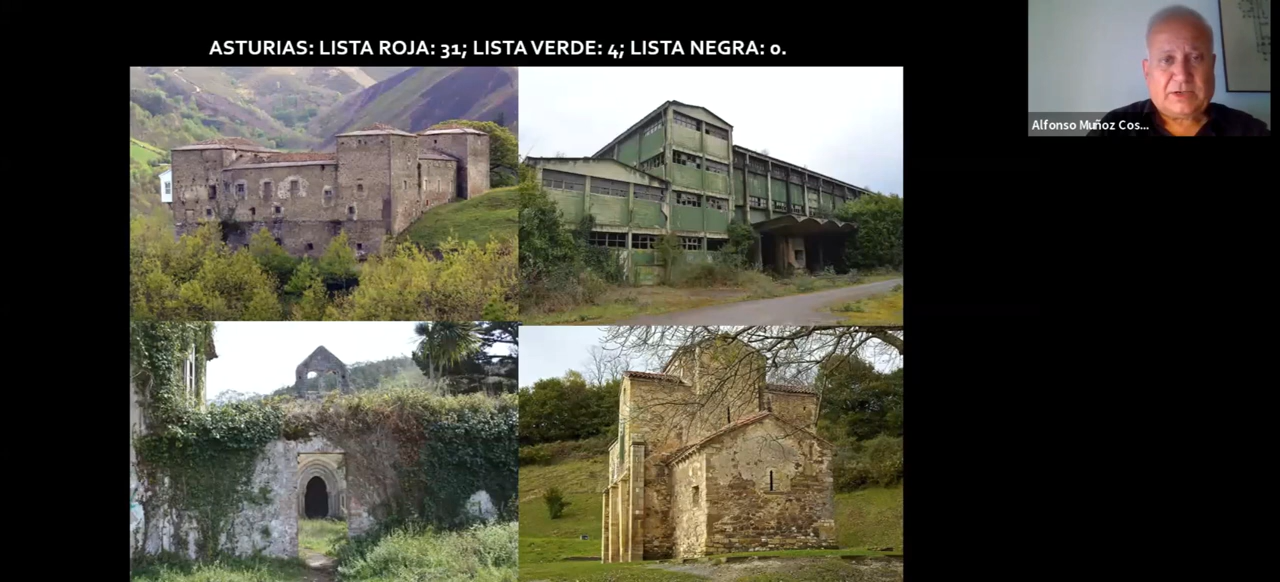 ASTURIAS: LISTA ROJA: 31; LISTA VERDE: 4; LISTA NEGRA: 0.
Alfonso Muñoz Cos...